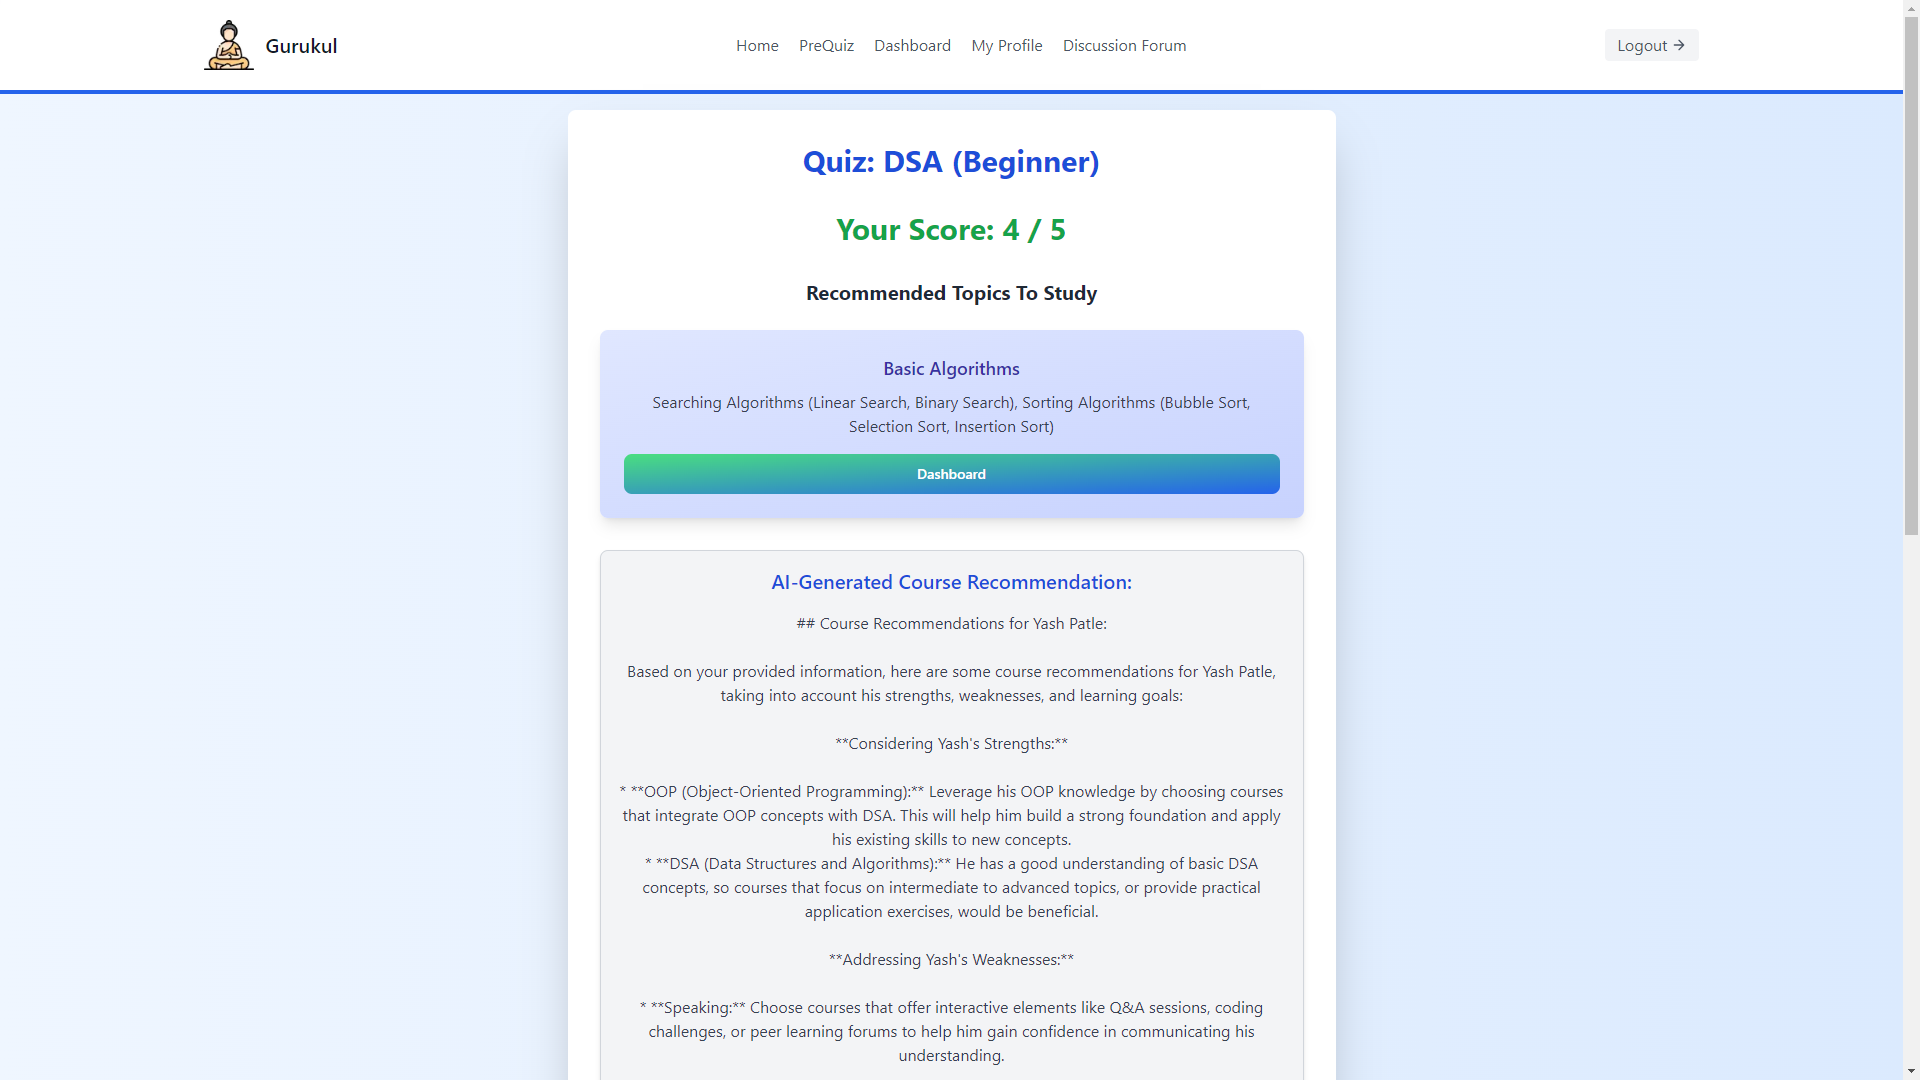 Gurukul
Home PreQuiz Dashboard My Profile Discussion Forum
Logout →
Quiz: DSA (Beginner)
Your Score: 4 / 5
Recommended Topics To Study
Basic Algorithms
Searching Algorithms (Linear Search, Binary Search), Sorting Algorithms (Bubble Sort,
Selection Sort, Insertion Sort)
Dashboard
AI-Generated Course Recommendation:
## Course Recommendations for Yash Patle:
Based on your provided information, here are some course recommendations for Yash Patle,
taking into account his strengths, weaknesses, and learning goals:
**Considering Yash's Strengths:**
* **OOP (Object-Oriented Programming):** Leverage his OOP knowledge by choosing courses
that integrate OOP concepts with DSA. This will help him build a strong foundation and apply
his existing skills to new concepts.
* **DSA (Data Structures and Algorithms):** He has a good understanding of basic DSA
concepts, so courses that focus on intermediate to advanced topics, or provide practical
application exercises, would be beneficial.
**Addressing Yash's Weaknesses:**
* **Speaking:** Choose courses that offer interactive elements like Q&A sessions, coding
challenges, or peer learning forums to help him gain confidence in communicating his
understanding.